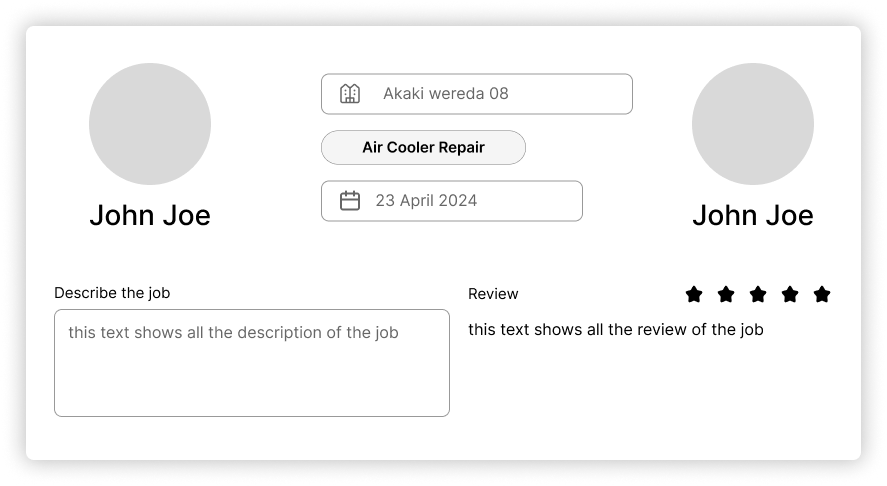 John Joe
Akaki wereda 08
Air Cooler Repair
23 April 2024
John Joe
Describe the job
this text shows all the description of the job
Review
this text shows all the review of the job